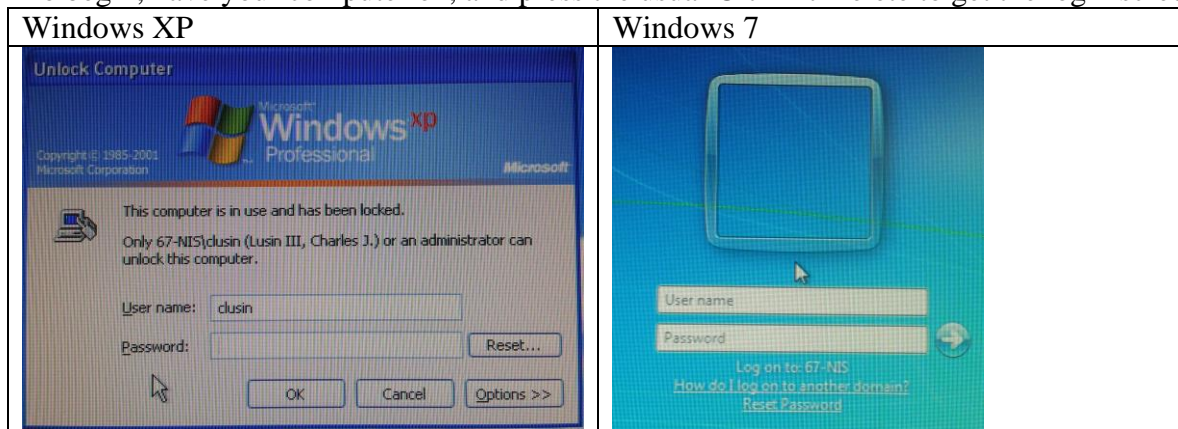 Windows XP
Unlock Computer
Microsoft®
Windows xp
Professional
Copyright © 1985-2001
Microsoft Corporation
Microsoft
This computer is in use and has been locked.
Only 67-NIS\clusin (Lusin III, Charles J.) or an administrator can
unlock this computer.
User name: clusin
Password:
Reset...
OK Cancel Options >>
Windows 7
User name
Password
Log on to: 67-NIS
How do I log on to another domain?
Reset Password